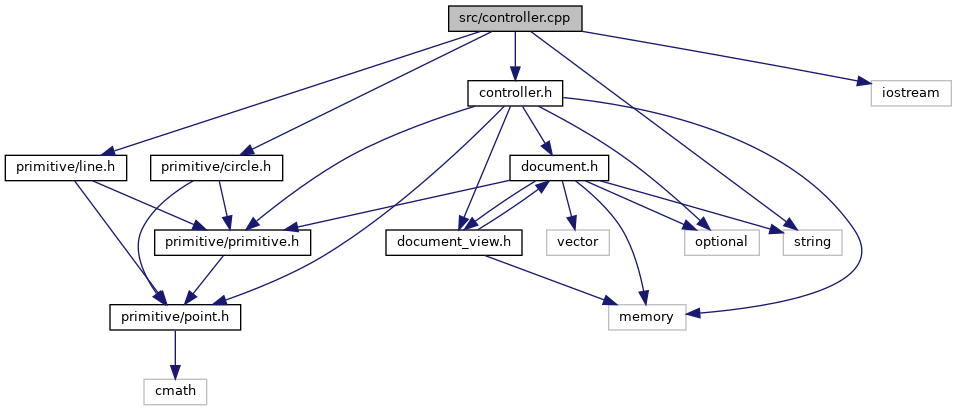 src/controller.cpp
controller.h
iostream
primitive/line.h
primitive/circle.h
document.h
primitive/primitive.h
document_view.h
vector
optional
string
primitive/point.h
memory
cmath